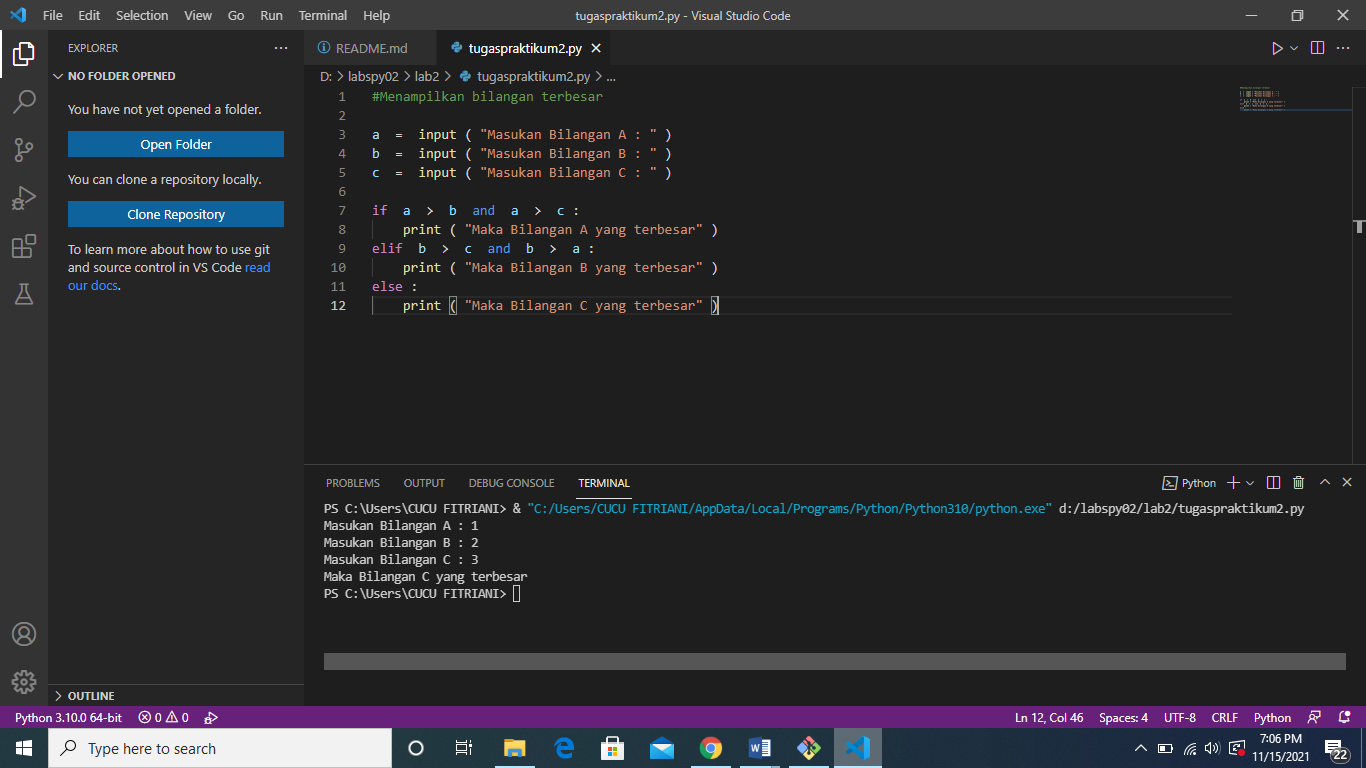 File Edit Selection View Go Run Terminal Help
tugaspraktikum2.py - Visual Studio Code
EXPLORER
NO FOLDER OPENED
You have not yet opened a folder.
Open Folder
You can clone a repository locally.
Clone Repository
To learn more about how to use git
and source control in VS Code read
our docs.
OUTLINE
README.md
tugaspraktikum2.py
D: > labspy02 > lab2 > tugaspraktikum2.py > ...
1 #Menampilkan bilangan terbesar
2
3 a = input ( "Masukan Bilangan A : " )
4 b = input ( "Masukan Bilangan B : " )
5 c = input ( "Masukan Bilangan C : " )
6
7 if a > b and a > c :
8 print ( "Maka Bilangan A yang terbesar" )
9 elif b > c and b > a :
10 print ( "Maka Bilangan B yang terbesar" )
11 else :
12 print ( "Maka Bilangan C yang terbesar" )
PROBLEMS OUTPUT DEBUG CONSOLE TERMINAL
Python
PS C:\Users\CUCU FITRIANI> & "C:/Users/CUCU FITRIANI/AppData/Local/Programs/Python/Python310/python.exe" d:/labspy02/lab2/tugaspraktikum2.py
Masukan Bilangan A : 1
Masukan Bilangan B : 2
Masukan Bilangan C : 3
Maka Bilangan C yang terbesar
PS C:\Users\CUCU FITRIANI>
Python 3.10.0 64-bit 0 0
Ln 12, Col 46 Spaces: 4 UTF-8 CRLF Python
Type here to search
7:06 PM
11/15/2021
22